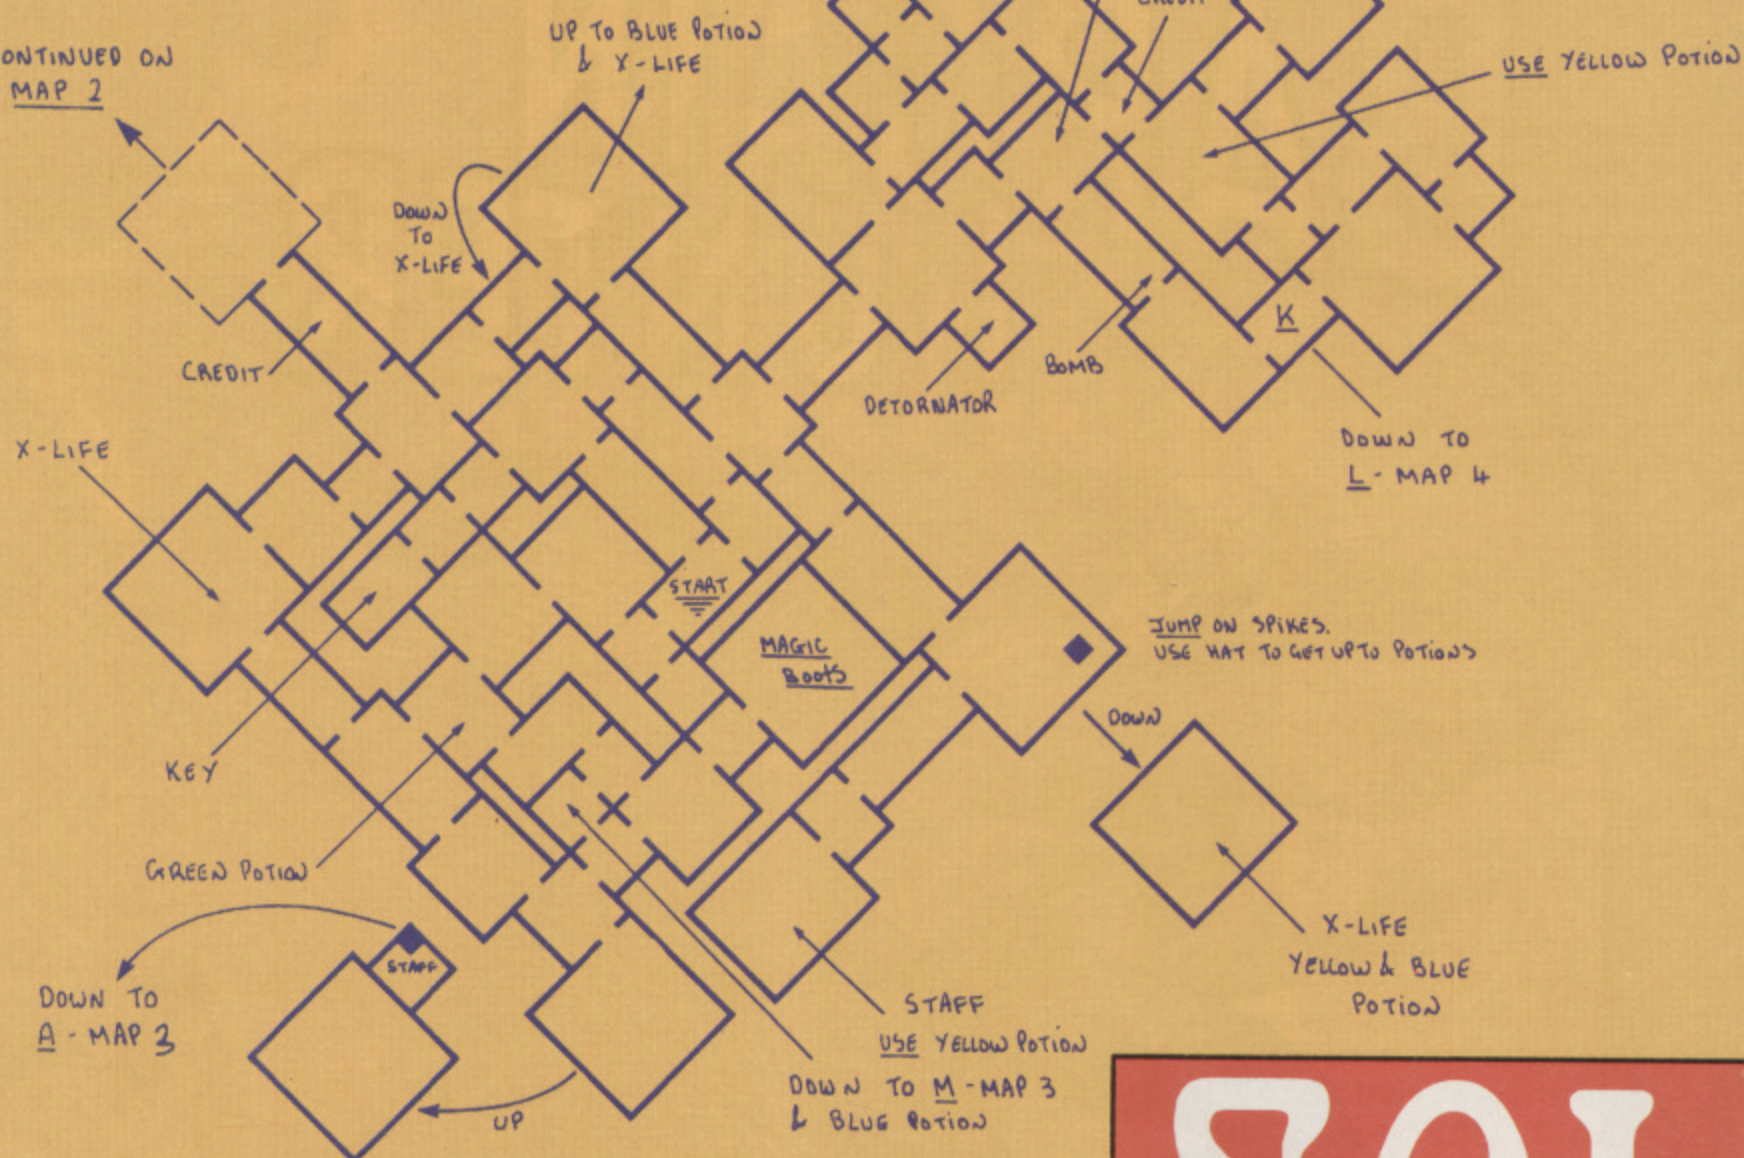 CREDIT
UP TO BLUE POTION
& X-LIFE
ONTINUED ON
MAP 2
USE YELLOW POTION
DOWN
TO
X-LIFE
K
CREDIT
BOMB
DETORNATOR
DOWN TO
L - MAP 4
X-LIFE
START
MAGIC
BOOTS
JUMP ON SPIKES.
USE HAT TO GET UP TO POTIONS
DOWN
KEY
GREEN POTION
X-LIFE
YELLOW & BLUE
POTION
STAFF
DOWN TO
A - MAP 3
STAFF
USE YELLOW POTION
DOWN TO M - MAP 3
& BLUE POTION
UP